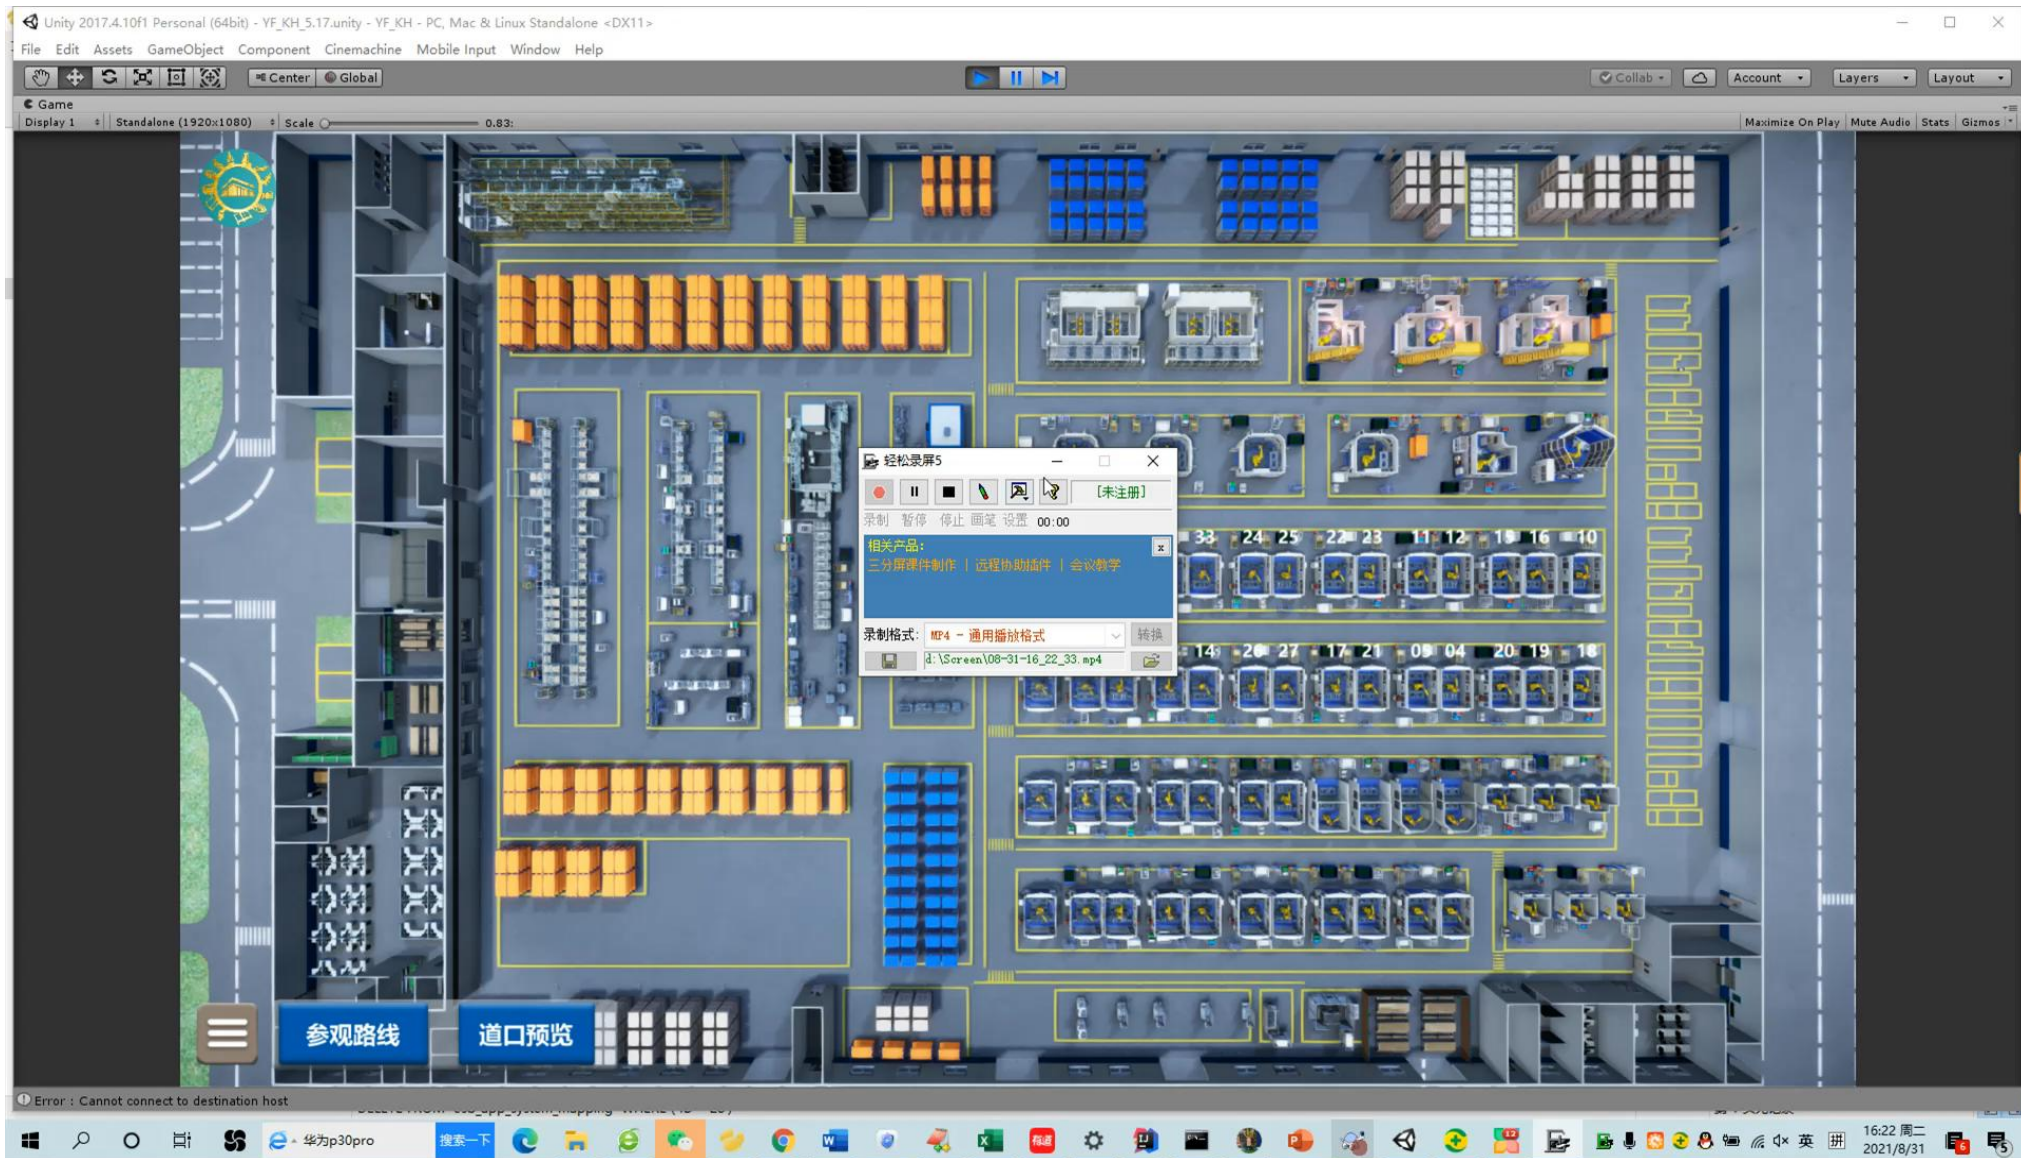 Unity 2017.4.10f1 Personal (64bit) - YF_KH_5.17.unity - YF_KH - PC, Mac & Linux Standalone <DX11>
File Edit Assets GameObject Component Cinemachine Mobile Input Window Help
Center Global Collab Account Layers Layout
Game
Display 1 Standalone (1920x1080) Scale 0.83: Maximize On Play Mute Audio Stats Gizmos
轻松录屏5
[未注册]
录制 暂停 停止 画笔 设置 00:00
相关产品:
三分屏课件制作 | 远程协助插件 | 会议教学
录制格式: MP4 - 通用播放格式 转换
d:\Screen\08-31-16_22_33.mp4
33 24 25 22 23 11 12 15 16 10
14 26 27 17 21 05 04 20 19 18
参观路线 道口预览
Error : Cannot connect to destination host
华为p30pro 搜索一下
英 拼 16:22 周二
2021/8/31